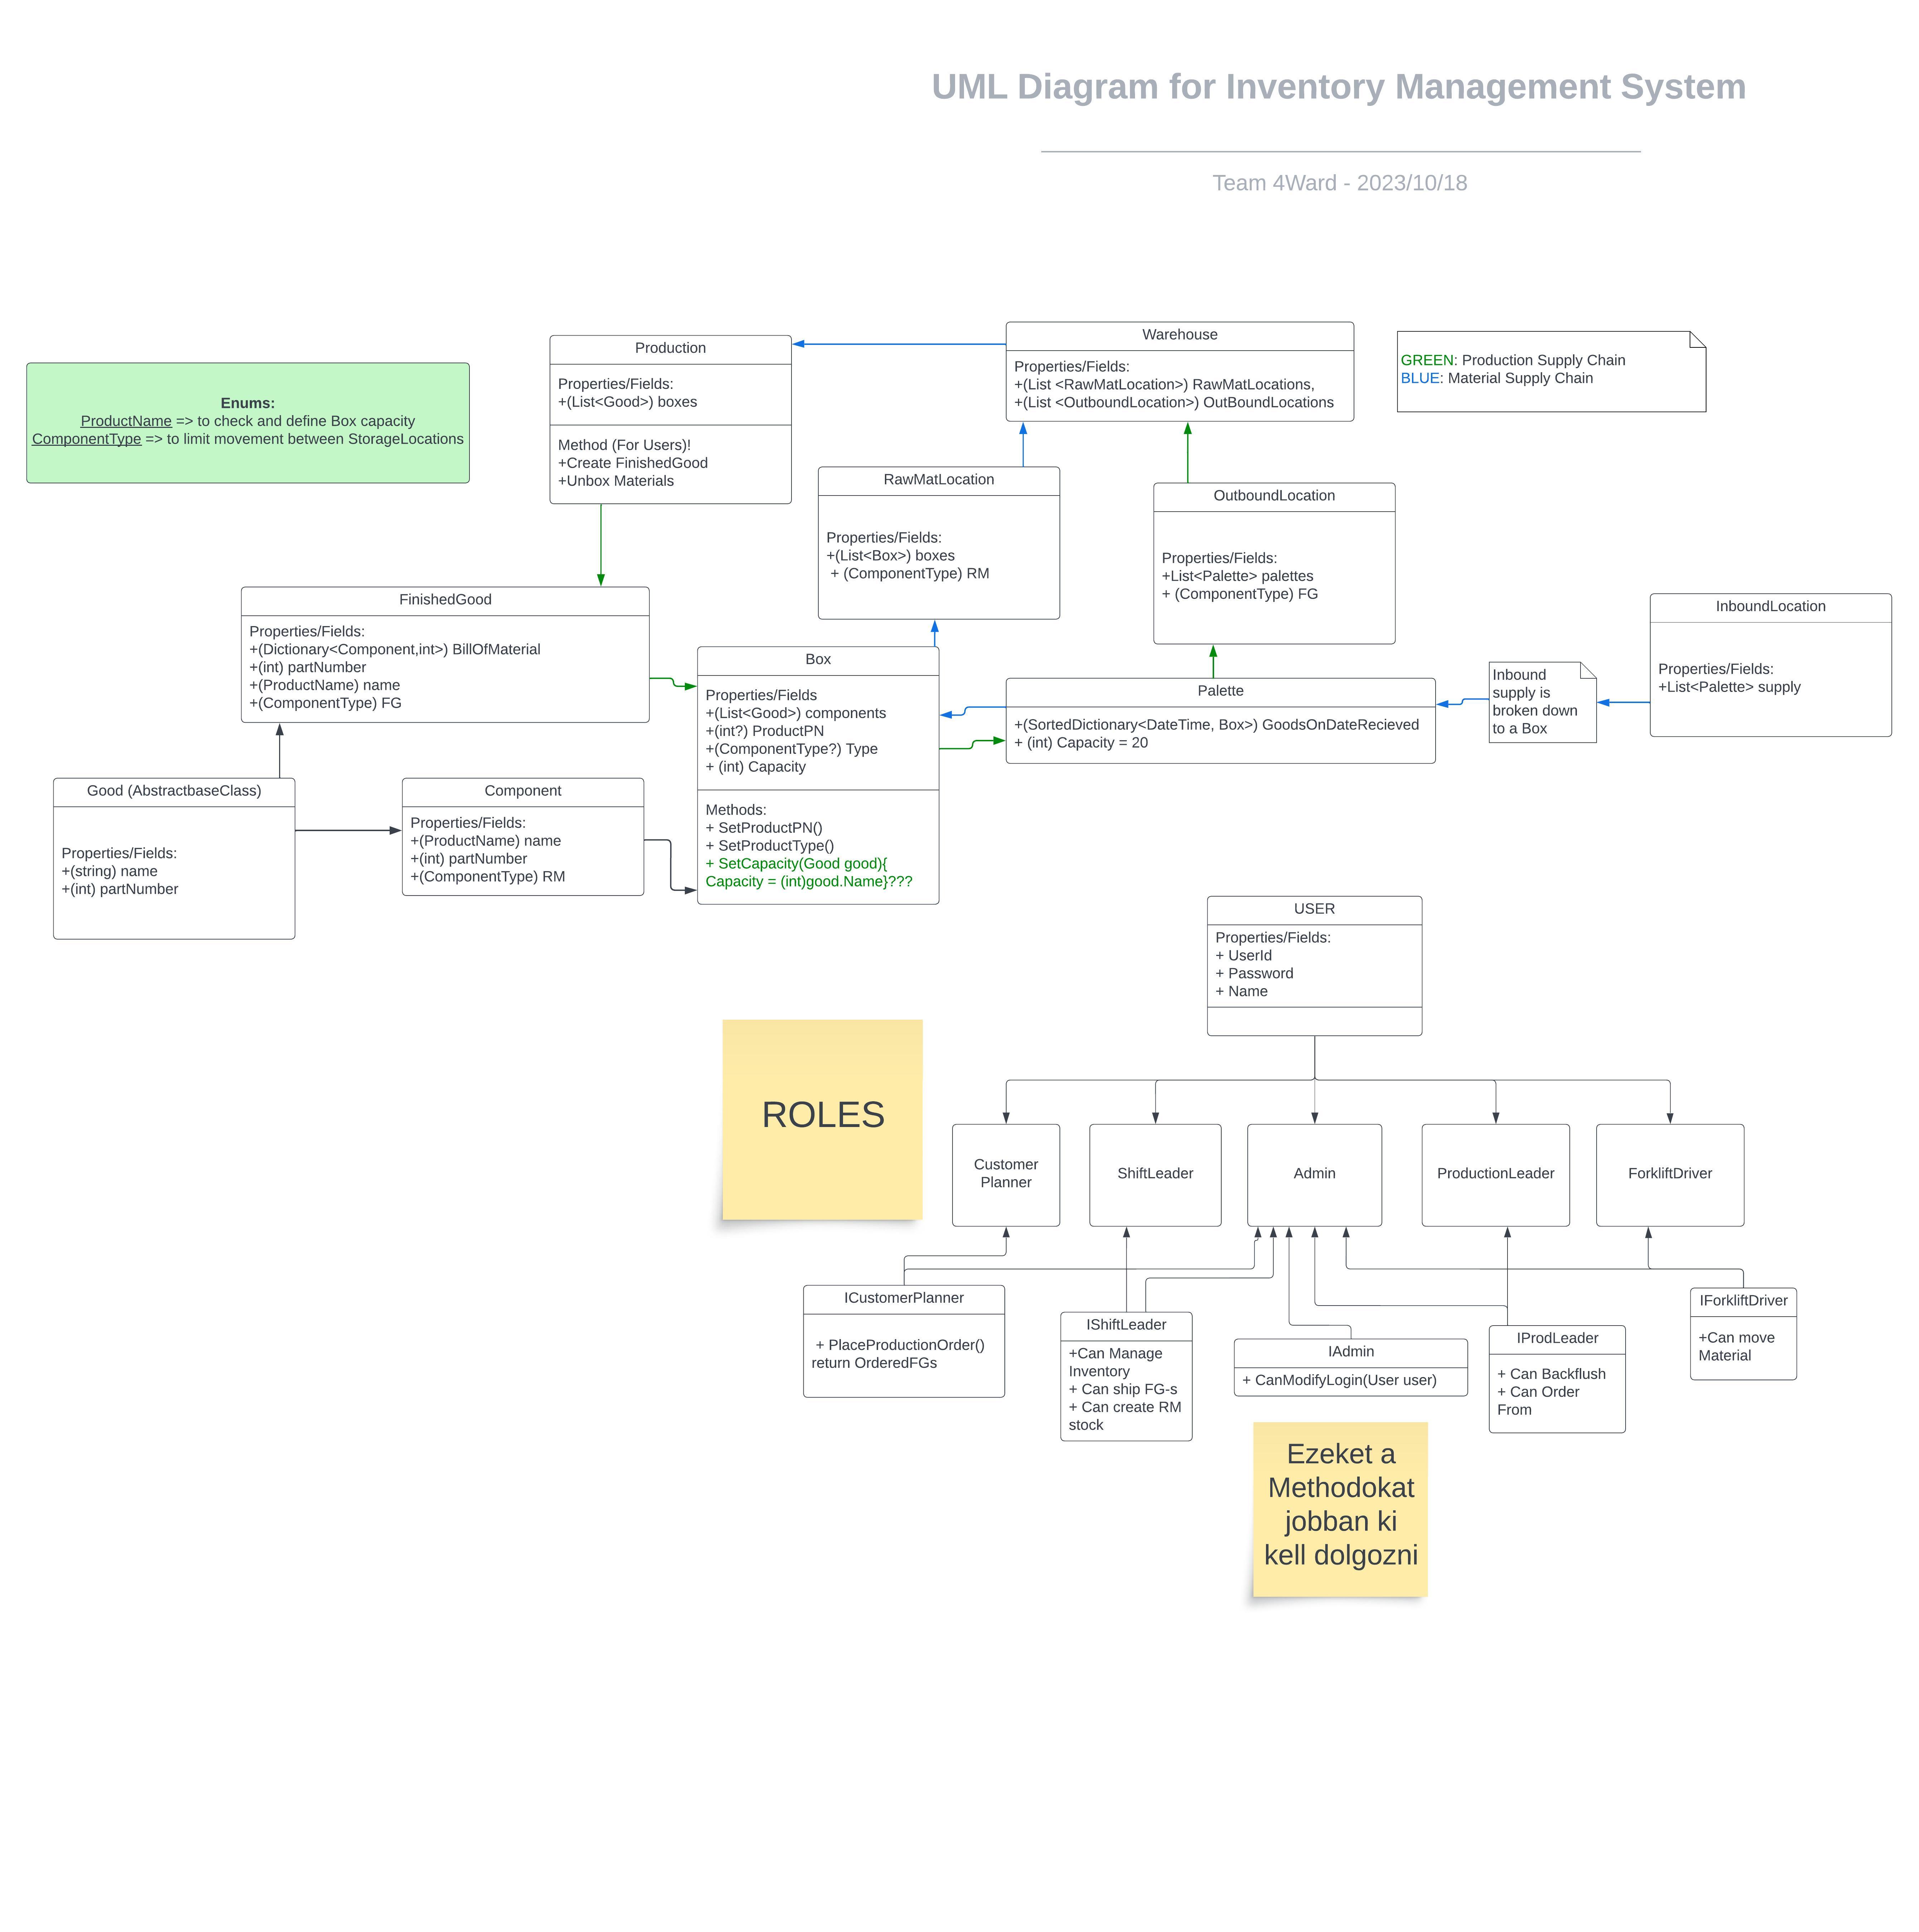 UML Diagram for Inventory Management System
Team 4Ward - 2023/10/18
Enums:
ProductName => to check and define Box capacity
ComponentType => to limit movement between StorageLocations
Production
Properties/Fields:
+(List<Good>) boxes
Method (For Users)!
+Create FinishedGood
+Unbox Materials
Warehouse
Properties/Fields:
+(List <RawMatLocation>) RawMatLocations,
+(List <OutboundLocation>) OutBoundLocations
GREEN: Production Supply Chain
BLUE: Material Supply Chain
RawMatLocation
Properties/Fields:
+(List<Box>) boxes
+ (ComponentType) RM
OutboundLocation
Properties/Fields:
+List<Palette> palettes
+ (ComponentType) FG
InboundLocation
Properties/Fields:
+List<Palette> supply
FinishedGood
Properties/Fields:
+(Dictionary<Component,int>) BillOfMaterial
+(int) partNumber
+(ProductName) name
+(ComponentType) FG
Box
Properties/Fields
+(List<Good>) components
+(int?) ProductPN
+(ComponentType?) Type
+ (int) Capacity
Methods:
+ SetProductPN()
+ SetProductType()
+ SetCapacity(Good good){
Capacity = (int)good.Name}???
Palette
+(SortedDictionary<DateTime, Box>) GoodsOnDateRecieved
+ (int) Capacity = 20
Inbound
supply is
broken down
to a Box
Good (AbstractbaseClass)
Properties/Fields:
+(string) name
+(int) partNumber
Component
Properties/Fields:
+(ProductName) name
+(int) partNumber
+(ComponentType) RM
USER
Properties/Fields:
+ UserId
+ Password
+ Name
ROLES
Customer
Planner
ShiftLeader
Admin
ProductionLeader
ForkliftDriver
ICustomerPlanner
+ PlaceProductionOrder()
return OrderedFGs
IShiftLeader
+Can Manage
Inventory
+ Can ship FG-s
+ Can create RM
stock
IAdmin
+ CanModifyLogin(User user)
IProdLeader
+ Can Backflush
+ Can Order
From
IForkliftDriver
+Can move
Material
Ezeket a
Methodokat
jobban ki
kell dolgozni